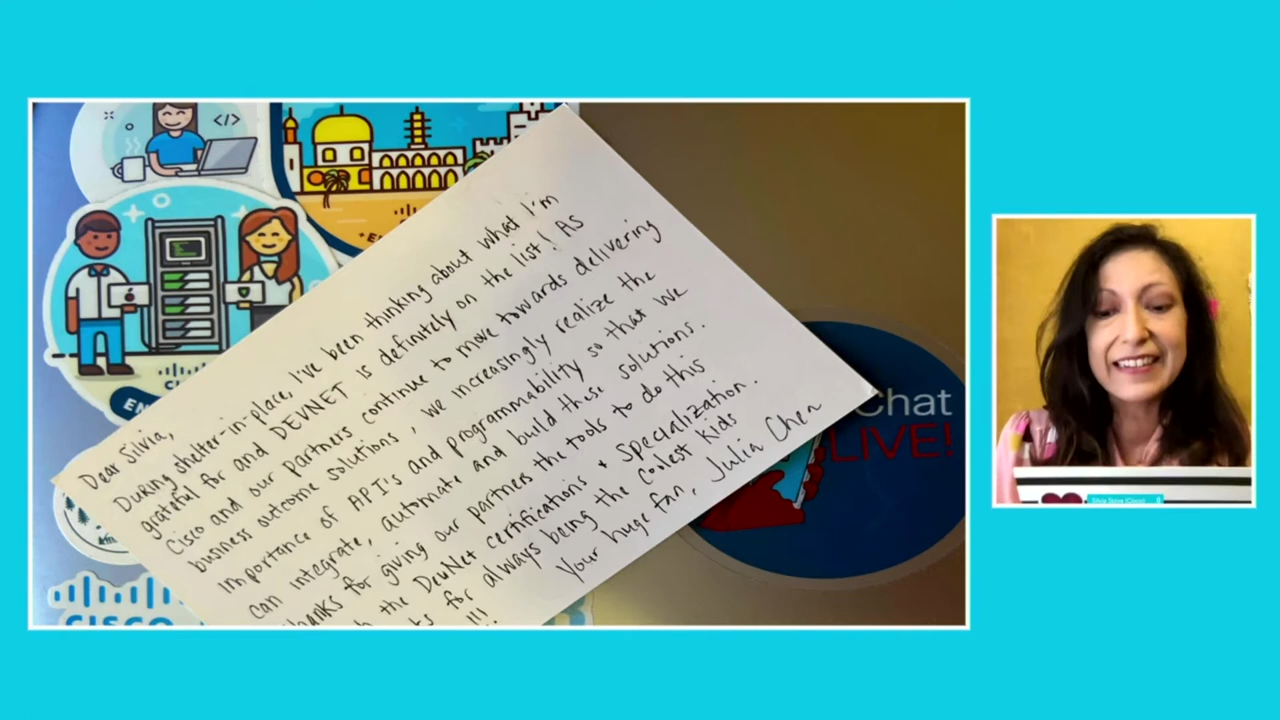 </>
EN
CISCO
Dear Silvia,
During shelter-in-place, I've been thinking about what I'm
grateful for and DEVNET is definitely on the list! As
Cisco and our partners continue to move towards delivering
business outcome solutions, we increasingly realize the
importance of API's and programmability so that we
can integrate, automate and build these solutions.
Thanks for giving our partners the tools to do this
the DevNet certifications + specialization.
for always being the coolest kids
!!!
Your huge fan, Julia Chen
Chat
LIVE!